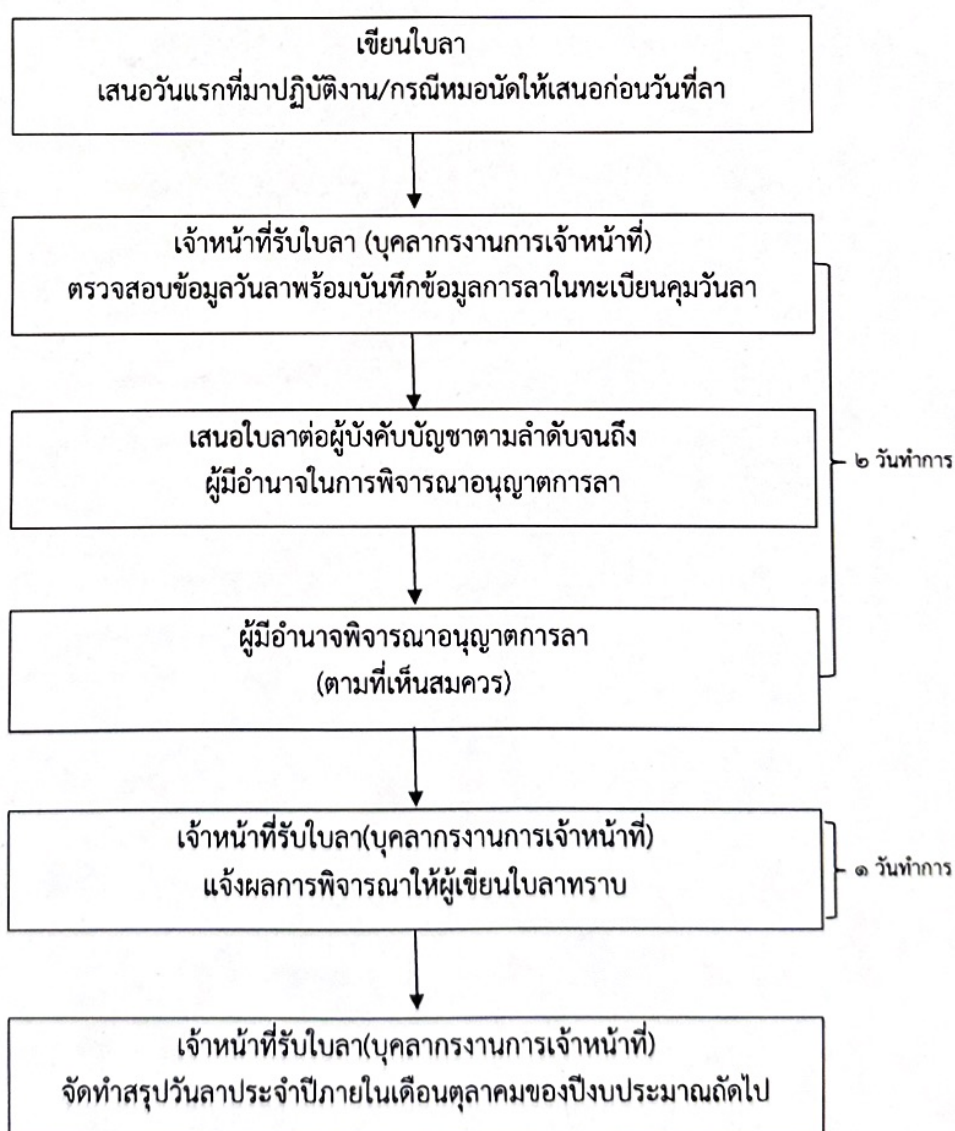 เขียนใบลา
เสนอวันแรกที่มาปฏิบัติงาน/กรณีหมอนัดให้เสนอก่อนวันที่ลา
เจ้าหน้าที่รับใบลา (บุคลากรงานการเจ้าหน้าที่)
ตรวจสอบข้อมูลวันลาพร้อมบันทึกข้อมูลการลาในทะเบียนคุมวันลา
เสนอใบลาต่อผู้บังคับบัญชาตามลำดับจนถึง
ผู้มีอำนาจในการพิจารณาอนุญาตการลา
๒ วันทำการ
ผู้มีอำนาจพิจารณาอนุญาตการลา
(ตามที่เห็นสมควร)
เจ้าหน้าที่รับใบลา(บุคลากรงานการเจ้าหน้าที่)
แจ้งผลการพิจารณาให้ผู้เขียนใบลาทราบ
๑ วันทำการ
เจ้าหน้าที่รับใบลา(บุคลากรงานการเจ้าหน้าที่)
จัดทำสรุปวันลาประจำปีภายในเดือนตุลาคมของปีงบประมาณถัดไป